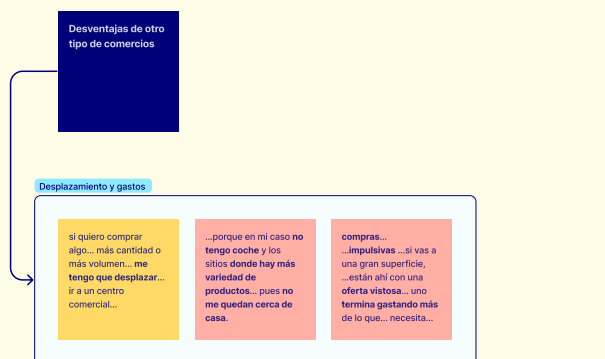 Desventajas de otro
tipo de comercios
Desplazamiento y gastos
si quiero comprar
algo... más cantidad o
más volumen... me
tengo que desplazar...
ir a un centro
comercial...
...porque en mi caso no
tengo coche y los
sitios donde hay más
variedad de
productos... pues no
me quedan cerca de
casa.
compras...
...impulsivas ...si vas a
una gran superficie,
...están ahí con una
oferta vistosa... uno
termina gastando más
de lo que... necesita...